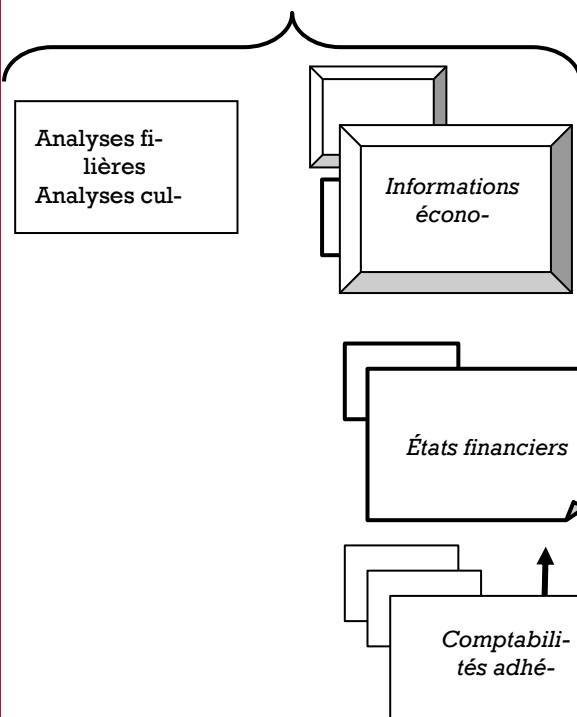 Analyses fi-
lières
Analyses cul-
Informations
écono-
États financiers
Comptabili-
tés adhé-